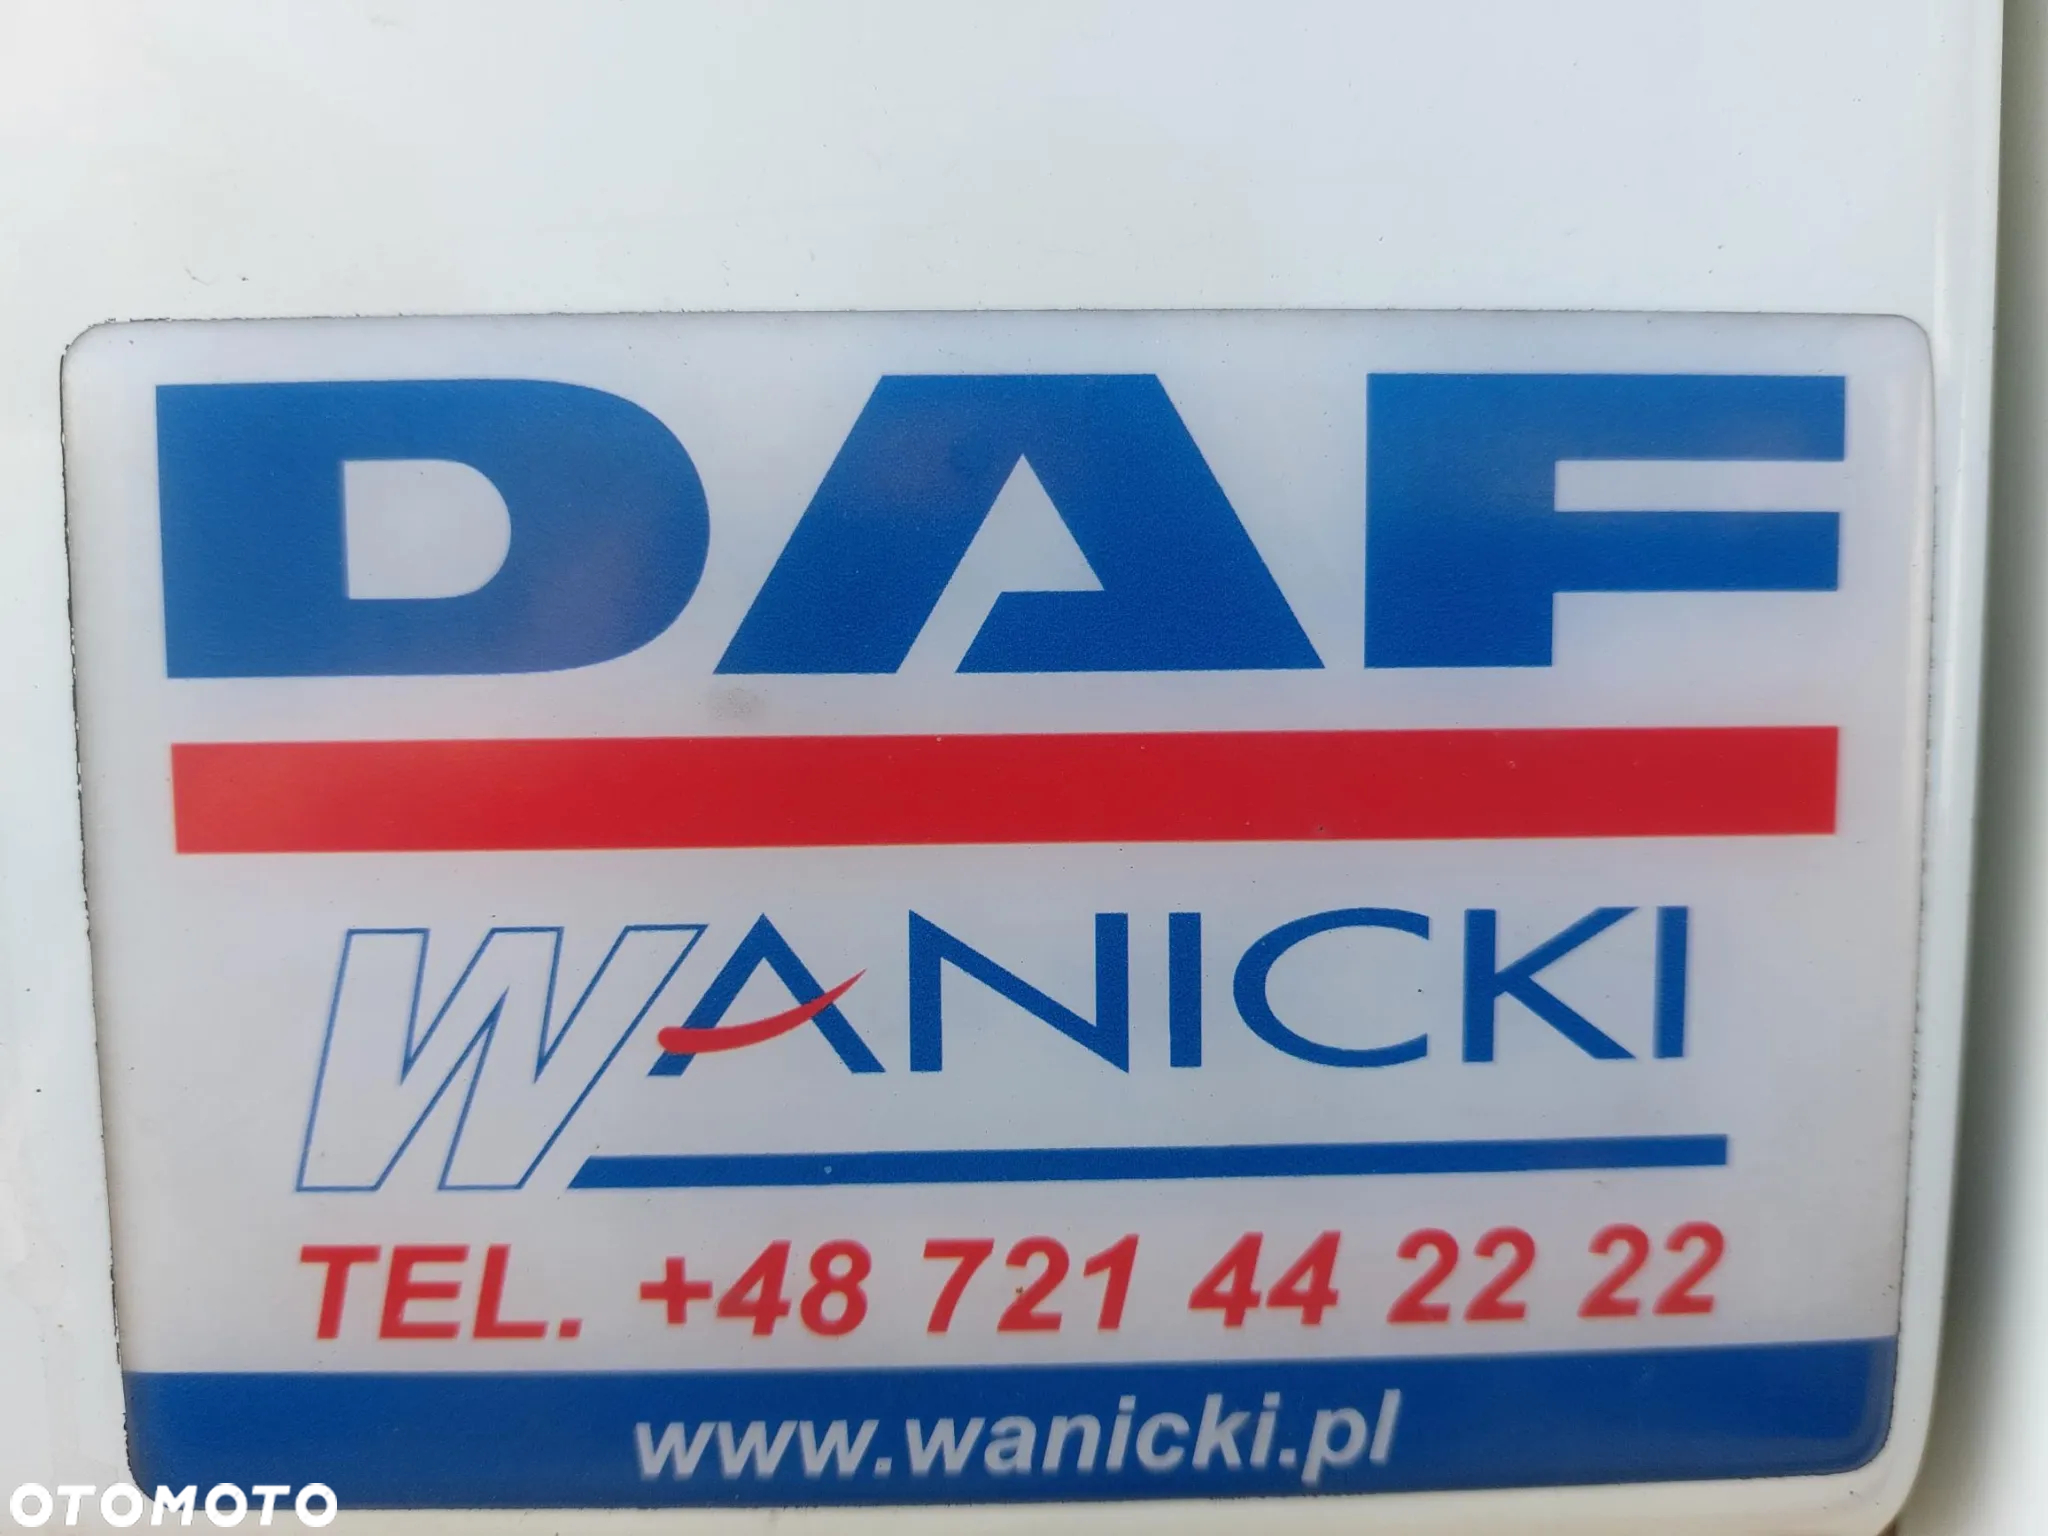 DAF
WANICKI
TEL. +48 721 44 22 22
www.wanicki.pl
OTOMOTO